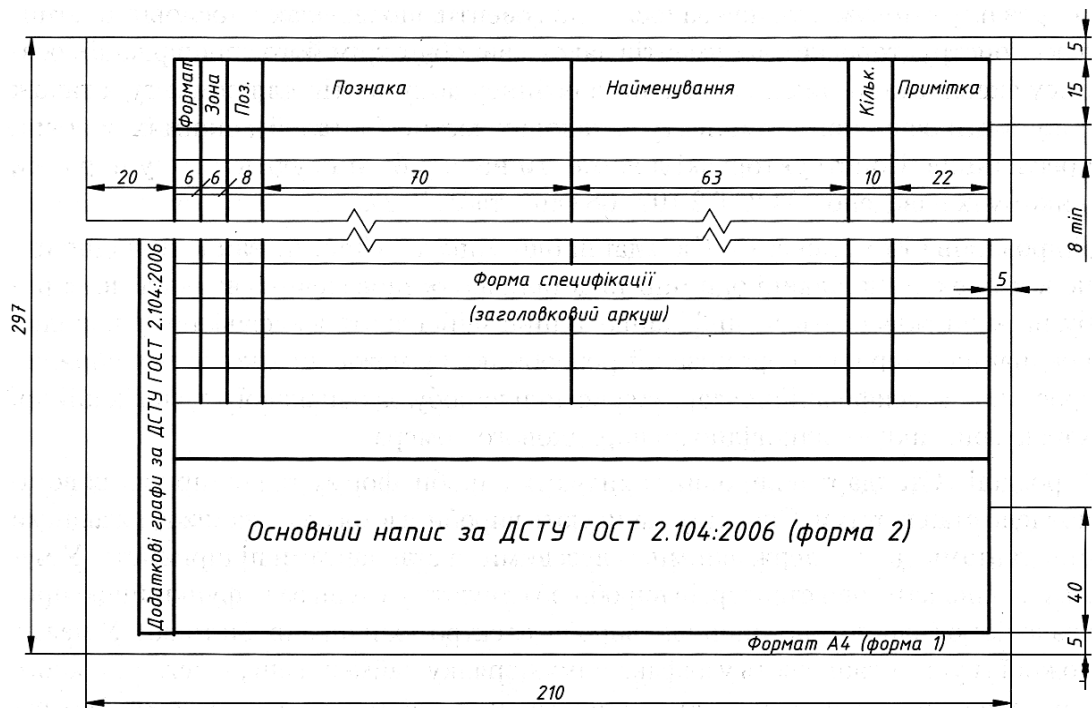 5
Формат
Зона
Поз.
Познака
Найменування
Кільк.
Примітка
15
20
6
6
8
70
63
10
22
8 min
297
Додаткові графи за ДСТУ ГОСТ 2.104:2006
Форма специфікації
(заголовковий аркуш)
5
Основний напис за ДСТУ ГОСТ 2.104:2006 (форма 2)
40
Формат А4 (форма 1)
5
210